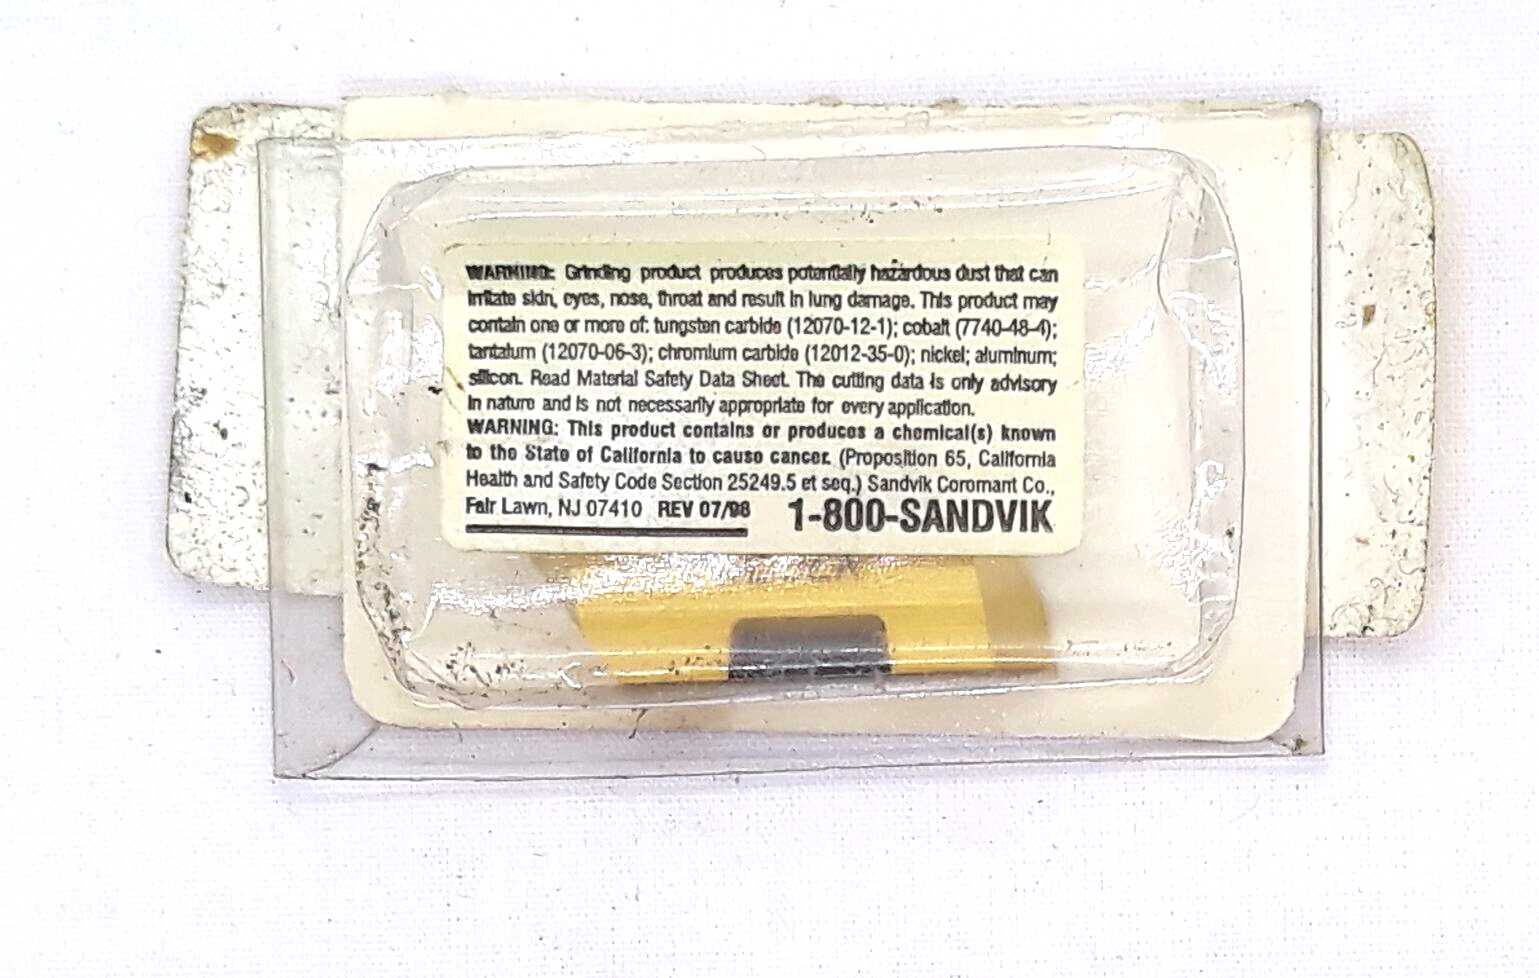 WARNING: Grinding product produces potentially hazardous dust that can
irritate skin, eyes, nose, throat and result in lung damage. This product may
contain one or more of: tungsten carbide (12070-12-1); cobalt (7740-48-4);
tantalum (12070-06-3); chromium carbide (12012-35-0); nickel; aluminum;
silicon. Read Material Safety Data Sheet. The cutting data is only advisory
in nature and is not necessarily appropriate for every application.
WARNING: This product contains or produces a chemical(s) known
to the State of California to cause cancer. (Proposition 65, California
Health and Safety Code Section 25249.5 et seq.) Sandvik Coromant Co.,
Fair Lawn, NJ 07410 REV 07/98 1-800-SANDVIK